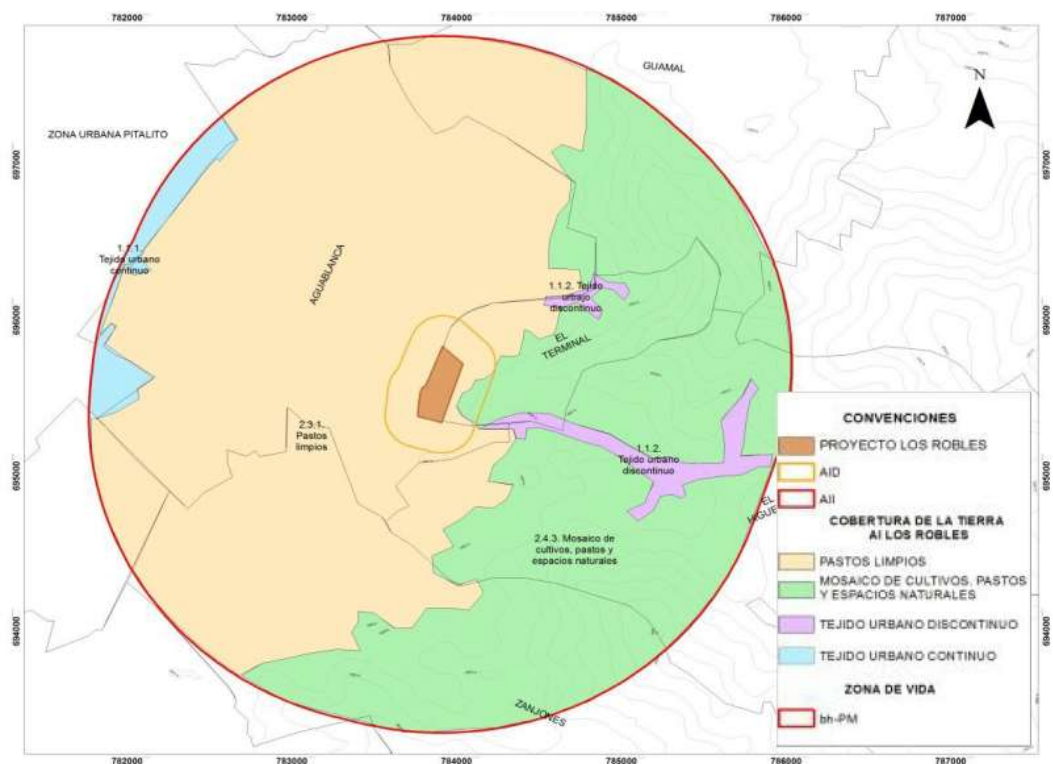 782000 783000 784000 785000 786000 787000
GUAMAL
N
ZONA URBANA PITALITO
697000
697000
1.1.1.
Tejido urbano
continuo
AGUABLANCA
1.1.2. Tejido
urbano
discontinuo
696000
696000
EL
TERMINAL
2.3.1.
Pastos
limpios
1.1.2.
Tejido urbano
discontinuo
695000
695000
EL
2.4.3. Mosaico de
cultivos, pastos y
espacios naturales
694000
694000
ZANJONES
CONVENCIONES
PROYECTO LOS ROBLES
AID
AII
COBERTURA DE LA TIERRA
AI LOS ROBLES
PASTOS LIMPIOS
MOSAICO DE CULTIVOS. PASTOS
Y ESPACIOS NATURALES
TEJIDO URBANO DISCONTINUO
TEJIDO URBANO CONTINUO
ZONA DE VIDA
bh-PM
782000 783000 784000 785000 786000 787000